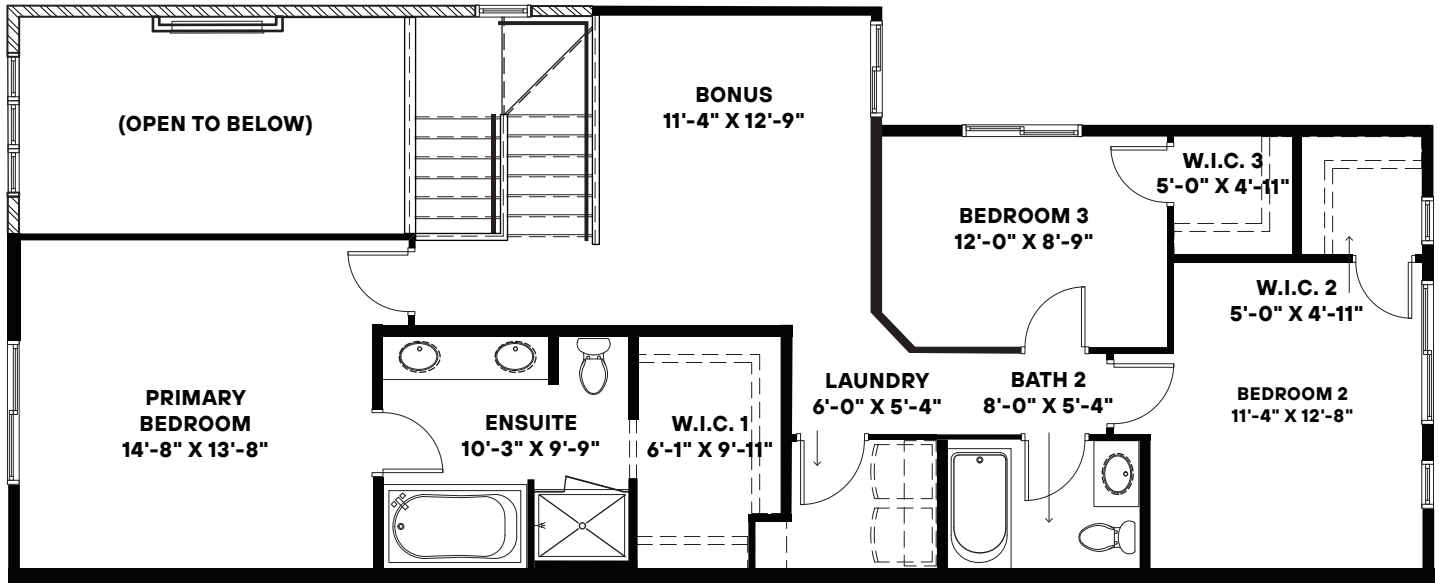 (OPEN TO BELOW)
BONUS
11'-4" X 12'-9"
W.I.C. 3
5'-0" X 4'-11"
BEDROOM 3
12'-0" X 8'-9"
W.I.C. 2
5'-0" X 4'-11"
PRIMARY
BEDROOM
14'-8" X 13'-8"
ENSUITE
10'-3" X 9'-9"
W.I.C. 1
6'-1" X 9'-11"
LAUNDRY
6'-0" X 5'-4"
BATH 2
8'-0" X 5'-4"
BEDROOM 2
11'-4" X 12'-8"